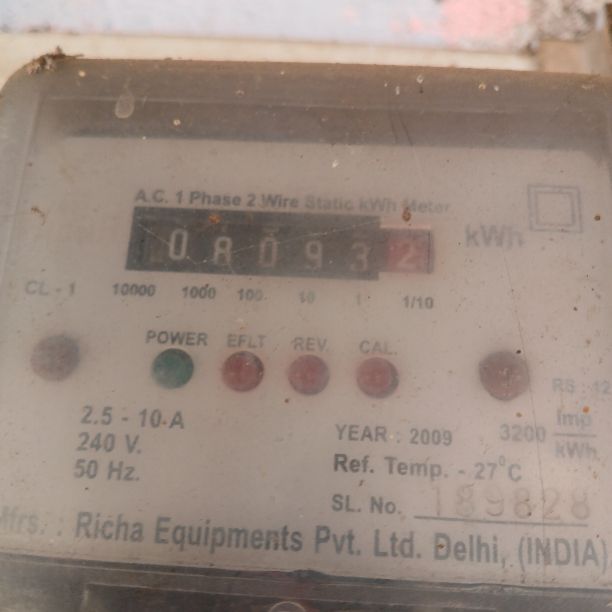 A.C. 1 Phase 2 Wire Static kWh Meter
080932 kWh
CL - 1 10000 1000 100 10 1 1/10
POWER EFLT REV. CAL.
2.5 - 10 A
240 V.
50 Hz.
YEAR : 2009
3200 Imp
kWh
Ref. Temp. - 27°C
SL. No. 189828
Mfrs. : Richa Equipments Pvt. Ltd. Delhi, (INDIA)